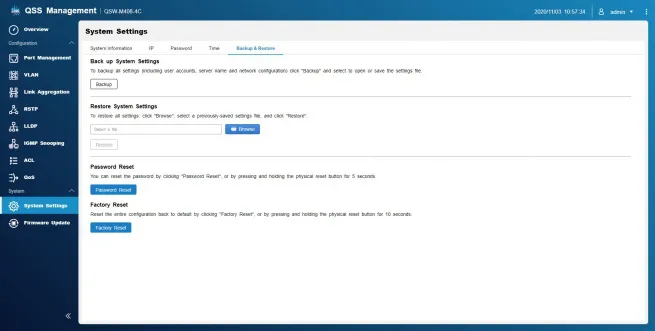 QSS Management | QSW-M408-4C
2020/11/03 10:57:34
admin
Overview
Configuration
Port Management
VLAN
Link Aggregation
RSTP
LLDP
IGMP Snooping
ACL
QoS
System
System Settings
Firmware Update
System Settings
System Information
IP
Password
Time
Backup & Restore
Back up System Settings
To backup all settings (including user accounts, server name and network configuration) click "Backup" and select to open or save the settings file.
Backup
Restore System Settings
To restore all settings: click "Browse", select a previously-saved settings file, and click "Restore".
Select a file
Browse
Restore
Password Reset
You can reset the password by clicking "Password Reset", or by pressing and holding the physical reset button for 5 seconds.
Password Reset
Factory Reset
Reset the entire configuration back to default by clicking "Factory Reset", or by pressing and holding the physical reset button for 10 seconds.
Factory Reset